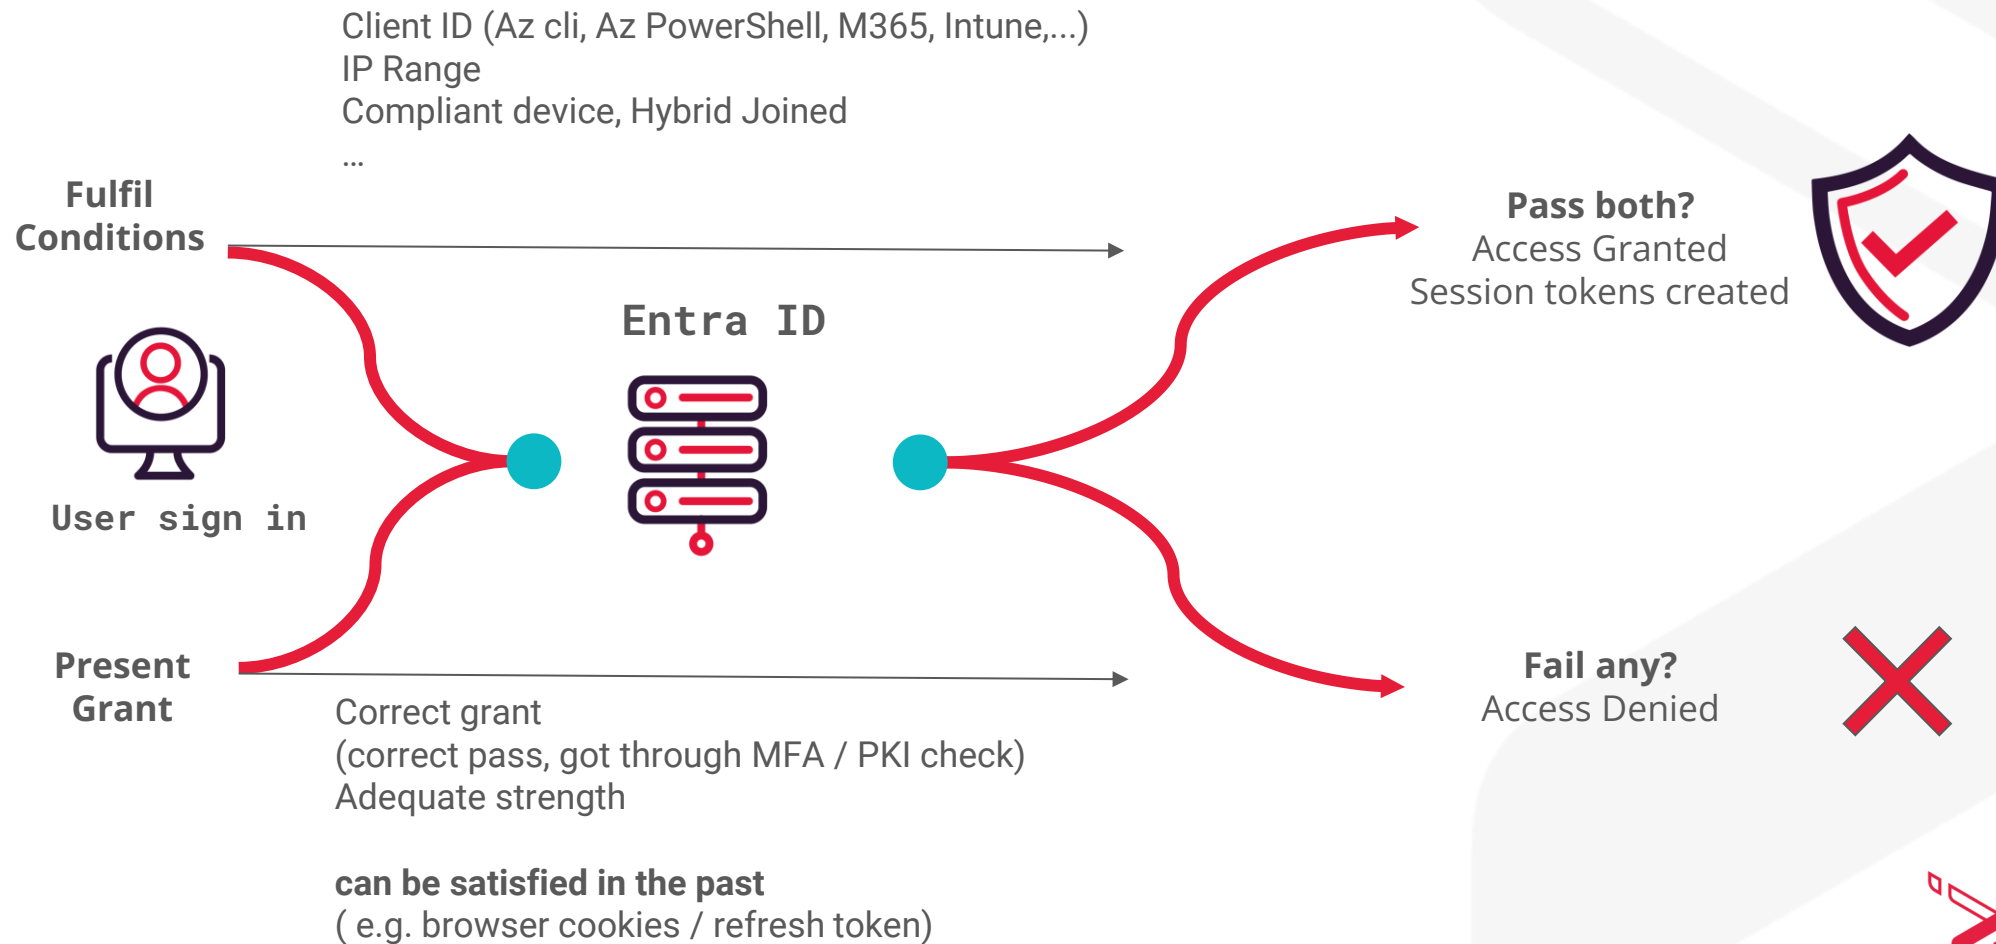 Client ID (Az cli, Az PowerShell, M365, Intune,...)
IP Range
Compliant device, Hybrid Joined
...
Fulfil
Conditions
Pass both?
Access Granted
Session tokens created
Entra ID
User sign in
Present
Grant
Fail any?
Access Denied
Correct grant
(correct pass, got through MFA / PKI check)
Adequate strength
can be satisfied in the past
( e.g. browser cookies / refresh token)